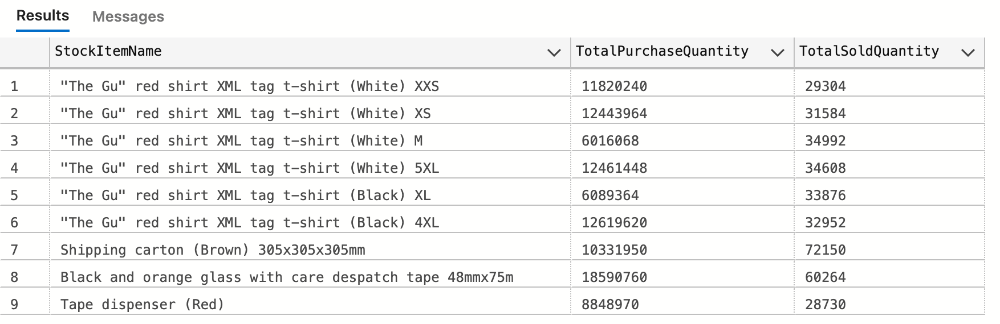 Results Messages
StockItemName TotalPurchaseQuantity TotalSoldQuantity
1 "The Gu" red shirt XML tag t-shirt (White) XXS 11820240 29304
2 "The Gu" red shirt XML tag t-shirt (White) XS 12443964 31584
3 "The Gu" red shirt XML tag t-shirt (White) M 6016068 34992
4 "The Gu" red shirt XML tag t-shirt (White) 5XL 12461448 34608
5 "The Gu" red shirt XML tag t-shirt (Black) XL 6089364 33876
6 "The Gu" red shirt XML tag t-shirt (Black) 4XL 12619620 32952
7 Shipping carton (Brown) 305x305x305mm 10331950 72150
8 Black and orange glass with care despatch tape 48mmx75m 18590760 60264
9 Tape dispenser (Red) 8848970 28730